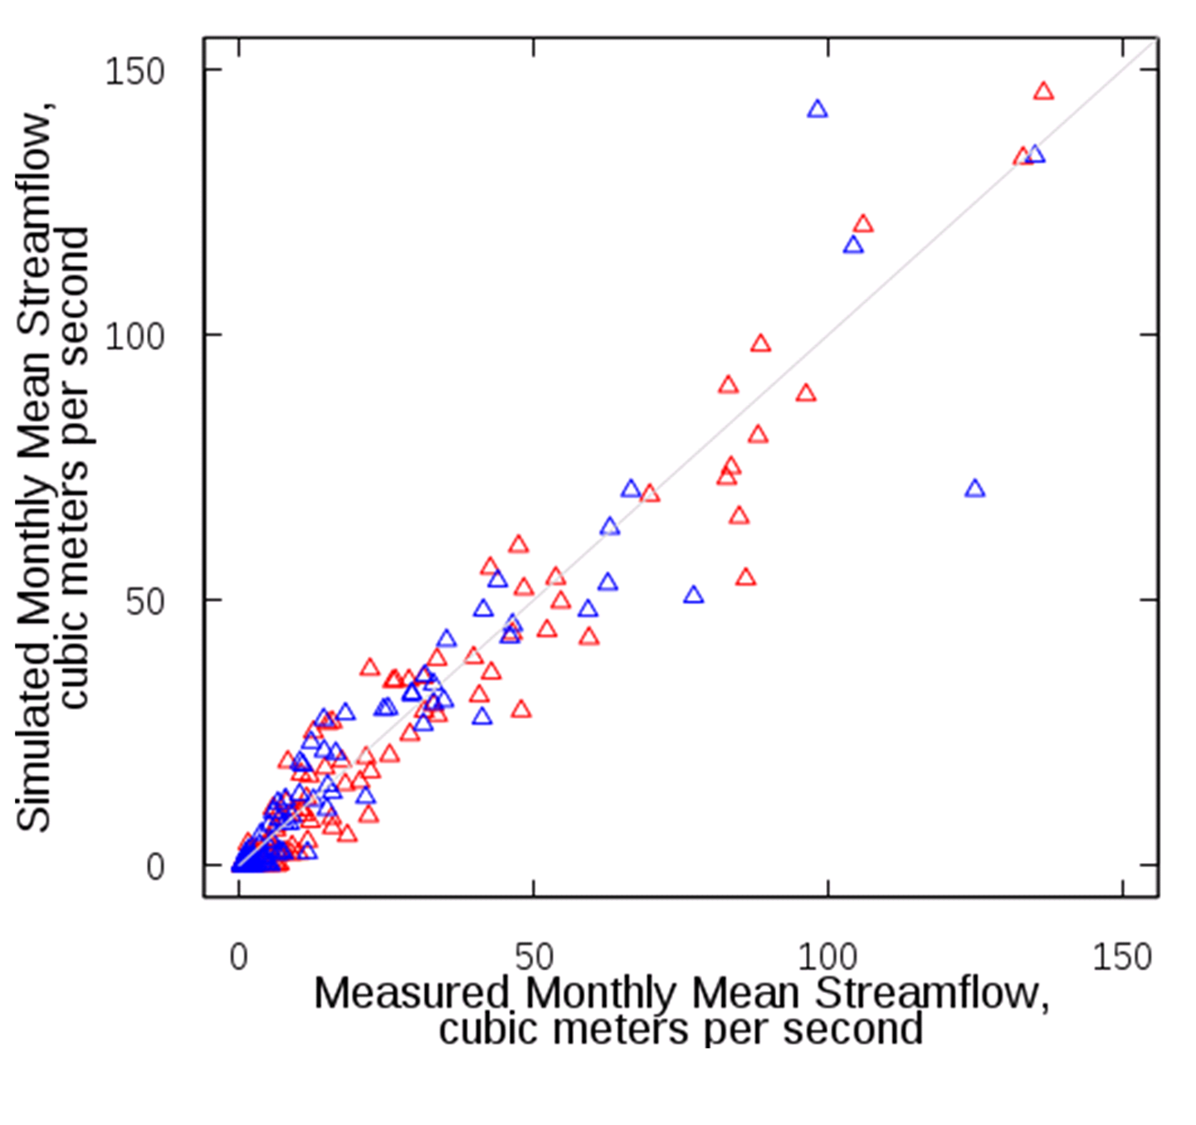 Simulated Monthly Mean Streamflow,
cubic meters per second
150
100
50
0
0 50 100 150
Measured Monthly Mean Streamflow,
cubic meters per second